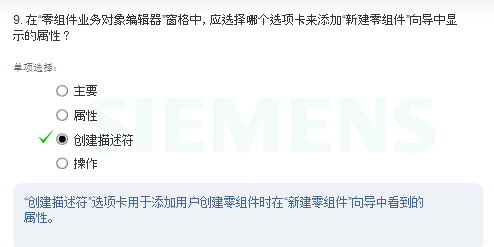 9. 在“零组件业务对象编辑器”窗格中, 应选择哪个选项卡来添加“新建零组件”向导中显
示的属性？
单项选择:
主要
属性
创建描述符
操作
SIEMENS
“创建描述符”选项卡用于添加用户创建零组件时在“新建零组件”向导中看到的
属性。